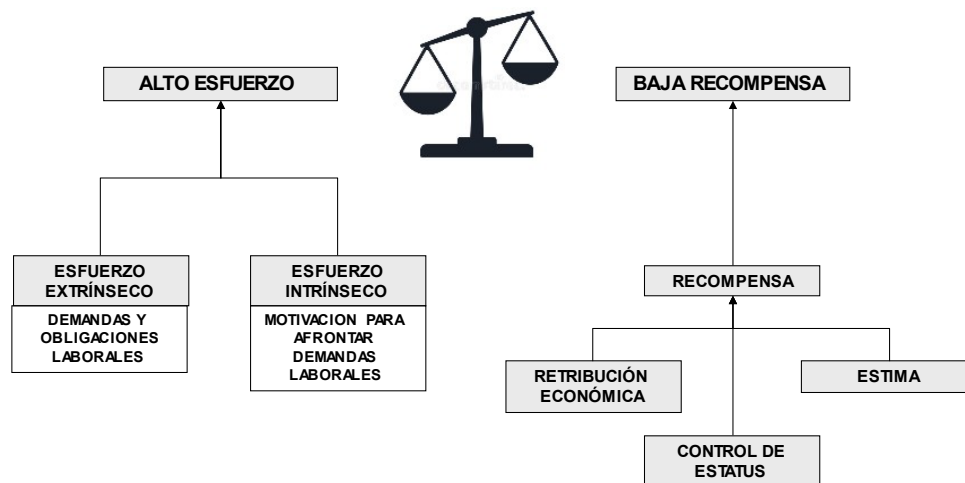 ALTO ESFUERZO
BAJA RECOMPENSA
ESFUERZO
EXTRÍNSECO
DEMANDAS Y
OBLIGACIONES
LABORALES
ESFUERZO
INTRÍNSECO
MOTIVACION PARA
AFRONTAR
DEMANDAS
LABORALES
RECOMPENSA
RETRIBUCIÓN
ECONÓMICA
ESTIMA
CONTROL DE
ESTATUS